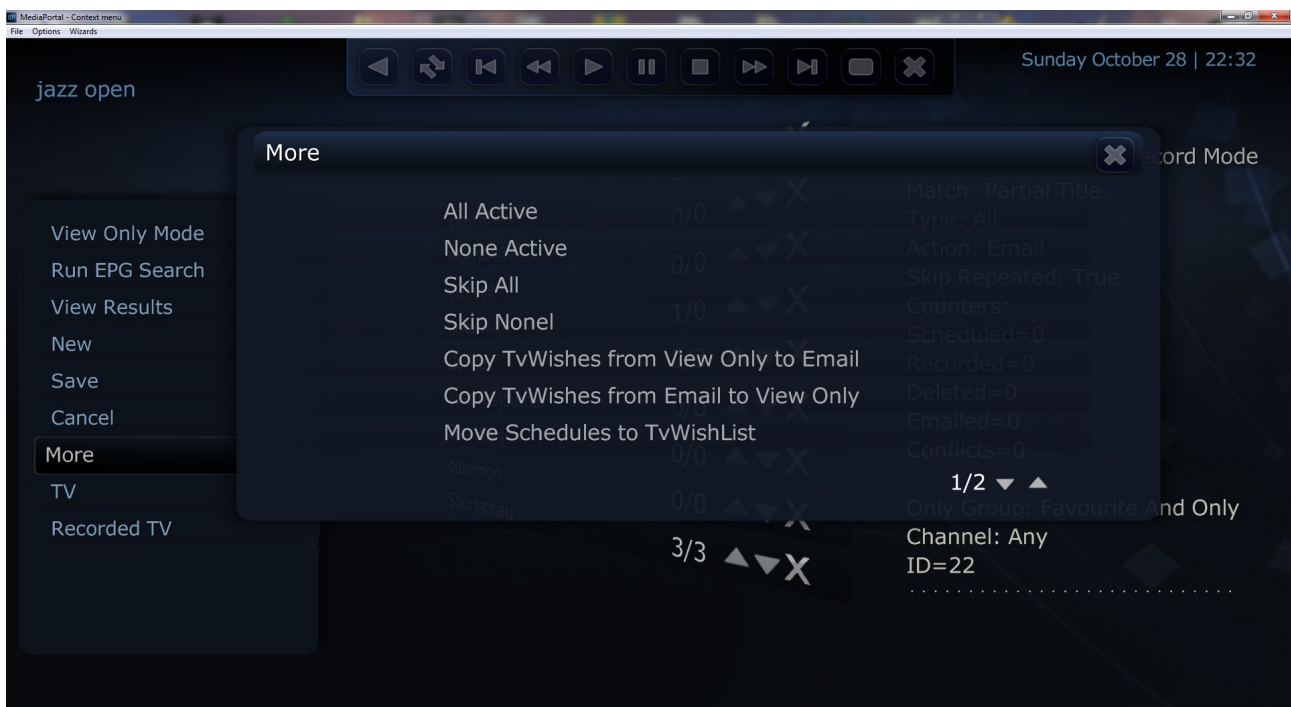 MediaPortal - Context menu
File Options Wizards
Sunday October 28 | 22:32
jazz open
More
cord Mode
Match: Partial Title
0/0
Type: All
Action: Email
0/0
Skip Repeated: True
Counters:
1/0
Scheduled=0
Recorded=0
Deleted=0
0/0
Emailed=0
Conflicts=0
0/0
pokemon
Sportschau
0/0
View Only Mode
Run EPG Search
View Results
New
Save
Cancel
More
TV
Recorded TV
All Active
None Active
Skip All
Skip Nonel
Copy TvWishes from View Only to Email
Copy TvWishes from Email to View Only
Move Schedules to TvWishList
1/2
Only Group: Favourite And Only
Channel: Any
ID=22
3/3 X